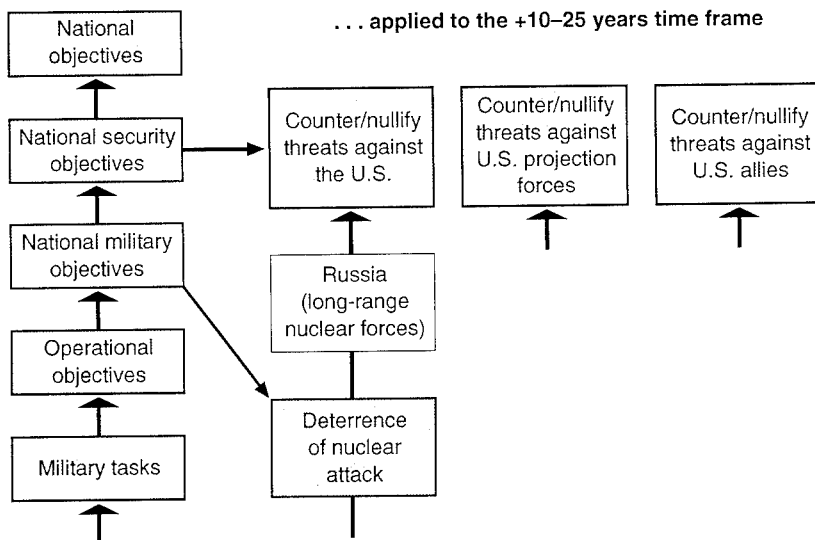 . . . applied to the +10–25 years time frame
National
objectives
National security
objectives
National military
objectives
Operational
objectives
Military tasks
Counter/nullify
threats against
the U.S.
Counter/nullify
threats against
U.S. projection
forces
Counter/nullify
threats against
U.S. allies
Russia
(long-range
nuclear forces)
Deterrence
of nuclear
attack